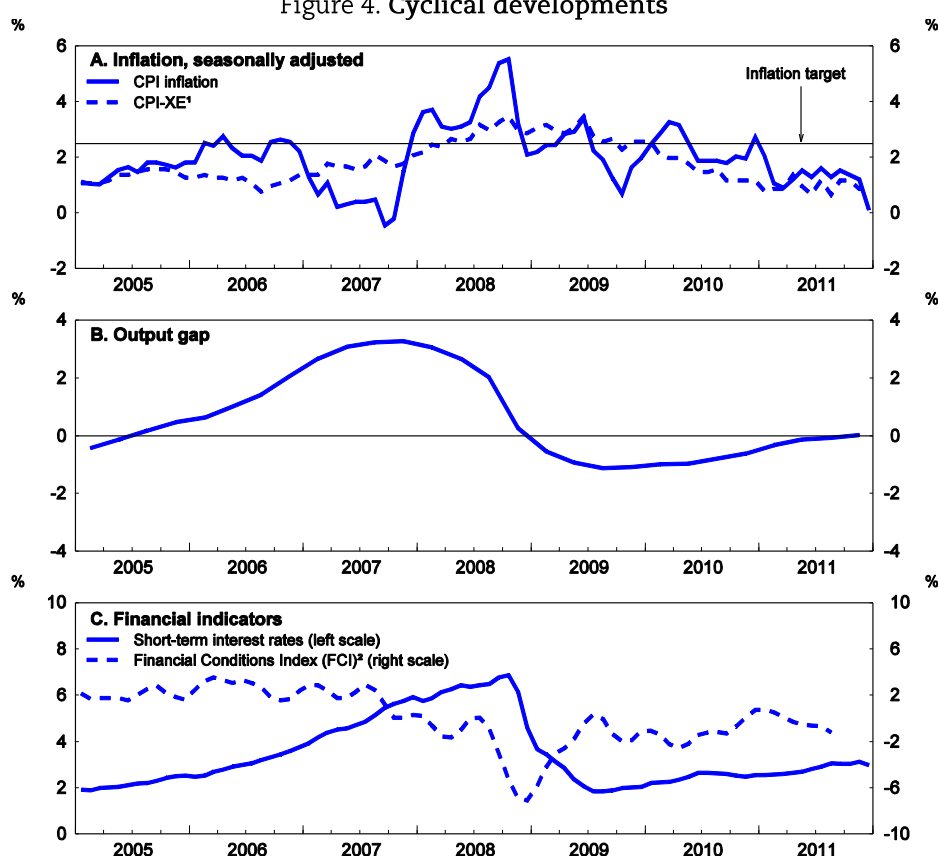 Figure 4. Cyclical developments
% %
A. Inflation, seasonally adjusted
CPI inflation
CPI-XE¹
Inflation target
6 6
4 4
2 2
0 0
-2 -2
2005 2006 2007 2008 2009 2010 2011
% %
B. Output gap
4 4
2 2
0 0
-2 -2
-4 -4
2005 2006 2007 2008 2009 2010 2011
% %
C. Financial indicators
Short-term interest rates (left scale)
Financial Conditions Index (FCI)² (right scale)
10 10
8 6
6 2
4 -2
2 -6
0 -10
2005 2006 2007 2008 2009 2010 2011